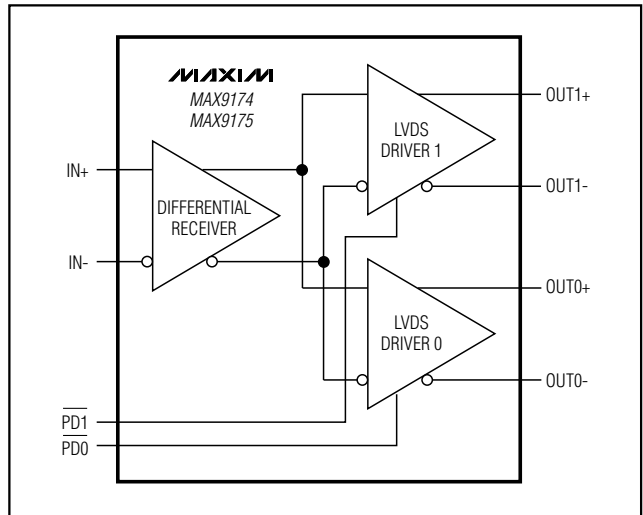 MAXIM
MAX9174
MAX9175
IN+
IN-
DIFFERENTIAL
RECEIVER
LVDS
DRIVER 1
OUT1+
OUT1-
LVDS
DRIVER 0
OUT0+
OUT0-
PD1
PD0